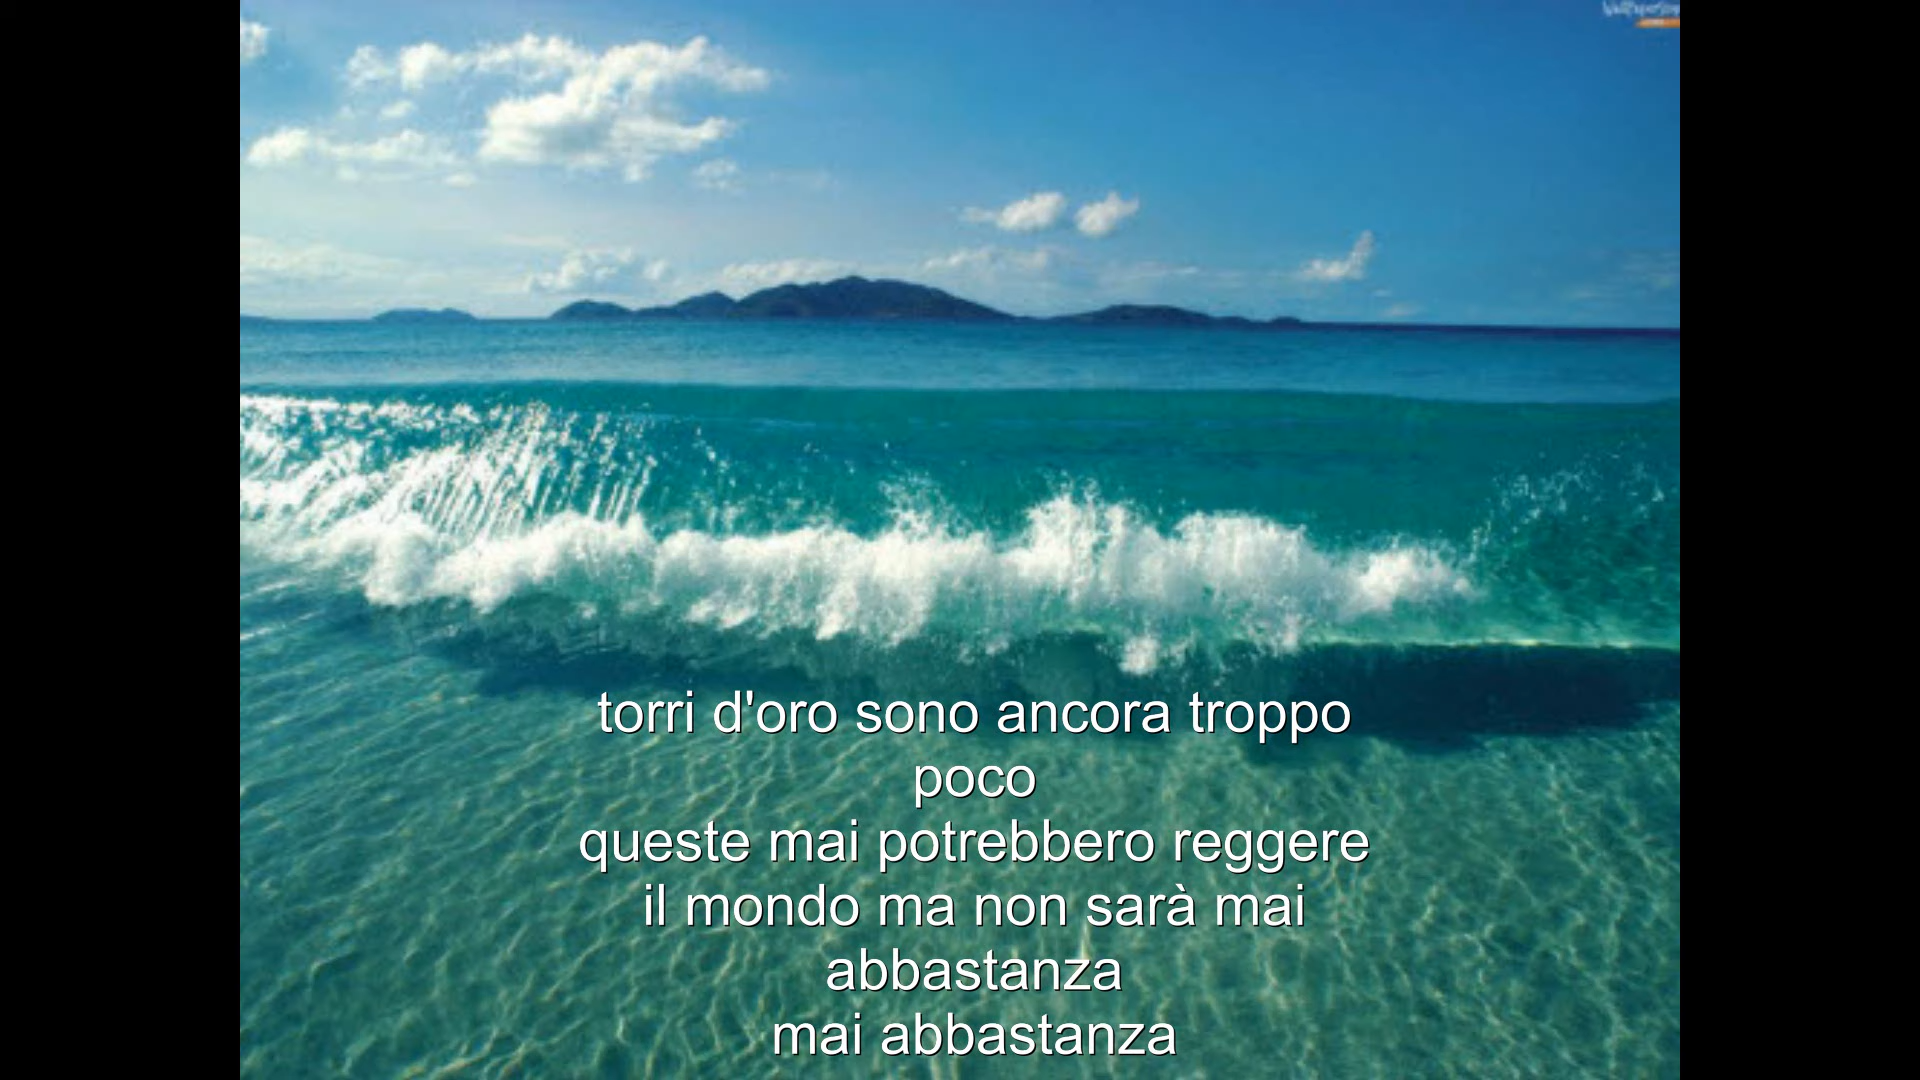 torri d'oro sono ancora troppo
poco
queste mai potrebbero reggere
il mondo ma non sarà mai
abbastanza
mai abbastanza